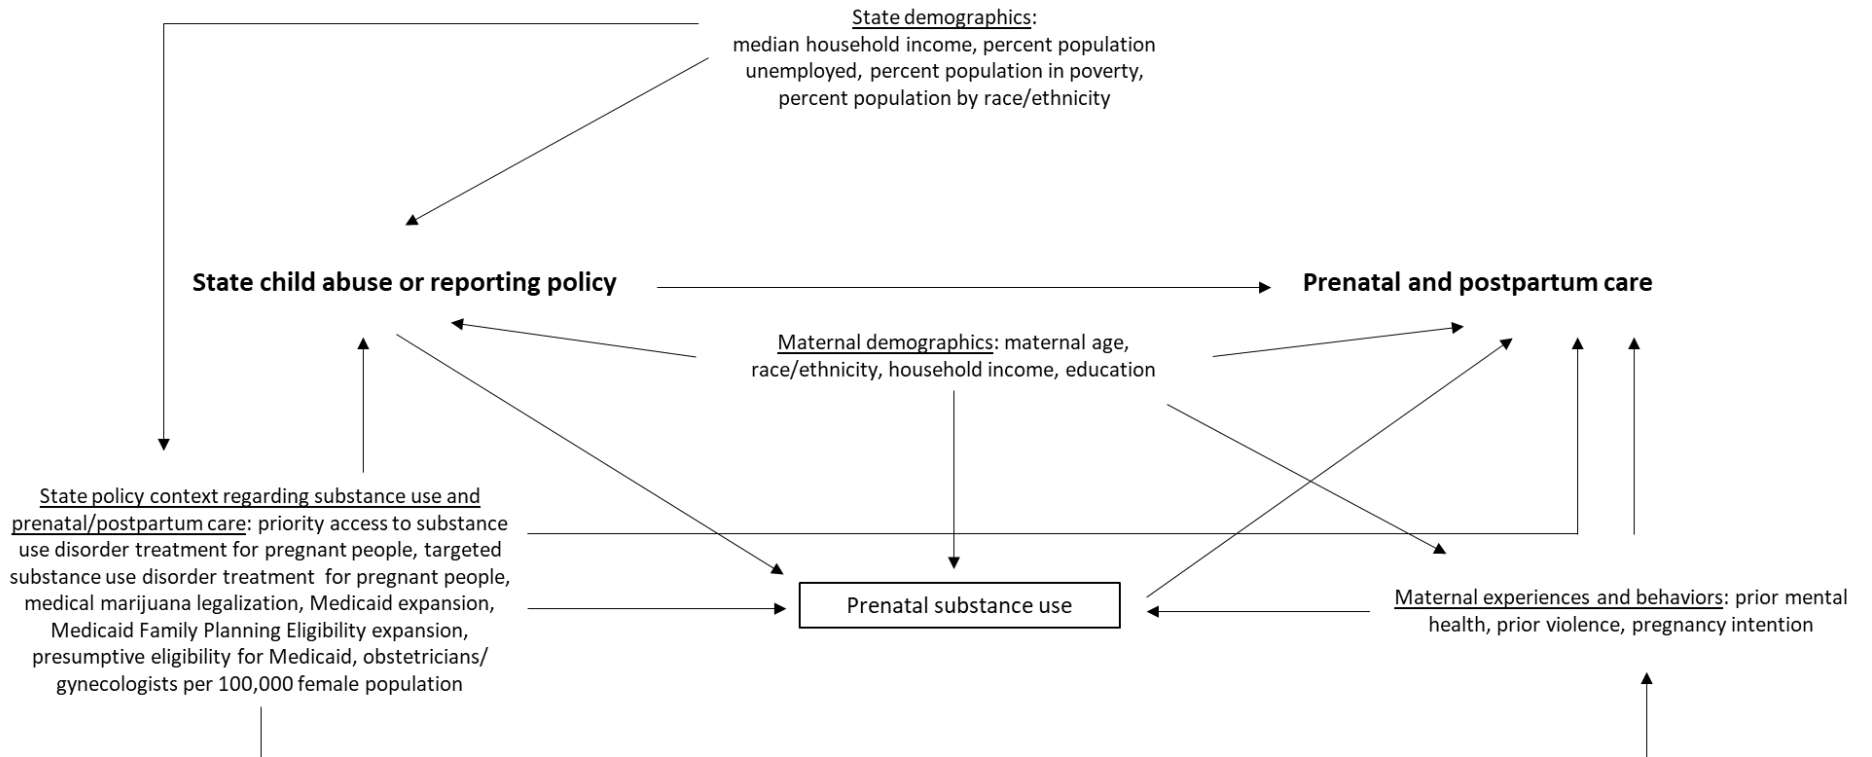 State demographics:
median household income, percent population
unemployed, percent population in poverty,
percent population by race/ethnicity
State child abuse or reporting policy
Prenatal and postpartum care
Maternal demographics: maternal age,
race/ethnicity, household income, education
State policy context regarding substance use and
prenatal/postpartum care: priority access to substance
use disorder treatment for pregnant people, targeted
substance use disorder treatment for pregnant people,
medical marijuana legalization, Medicaid expansion,
Medicaid Family Planning Eligibility expansion,
presumptive eligibility for Medicaid, obstetricians/
gynecologists per 100,000 female population
Prenatal substance use
Maternal experiences and behaviors: prior mental
health, prior violence, pregnancy intention